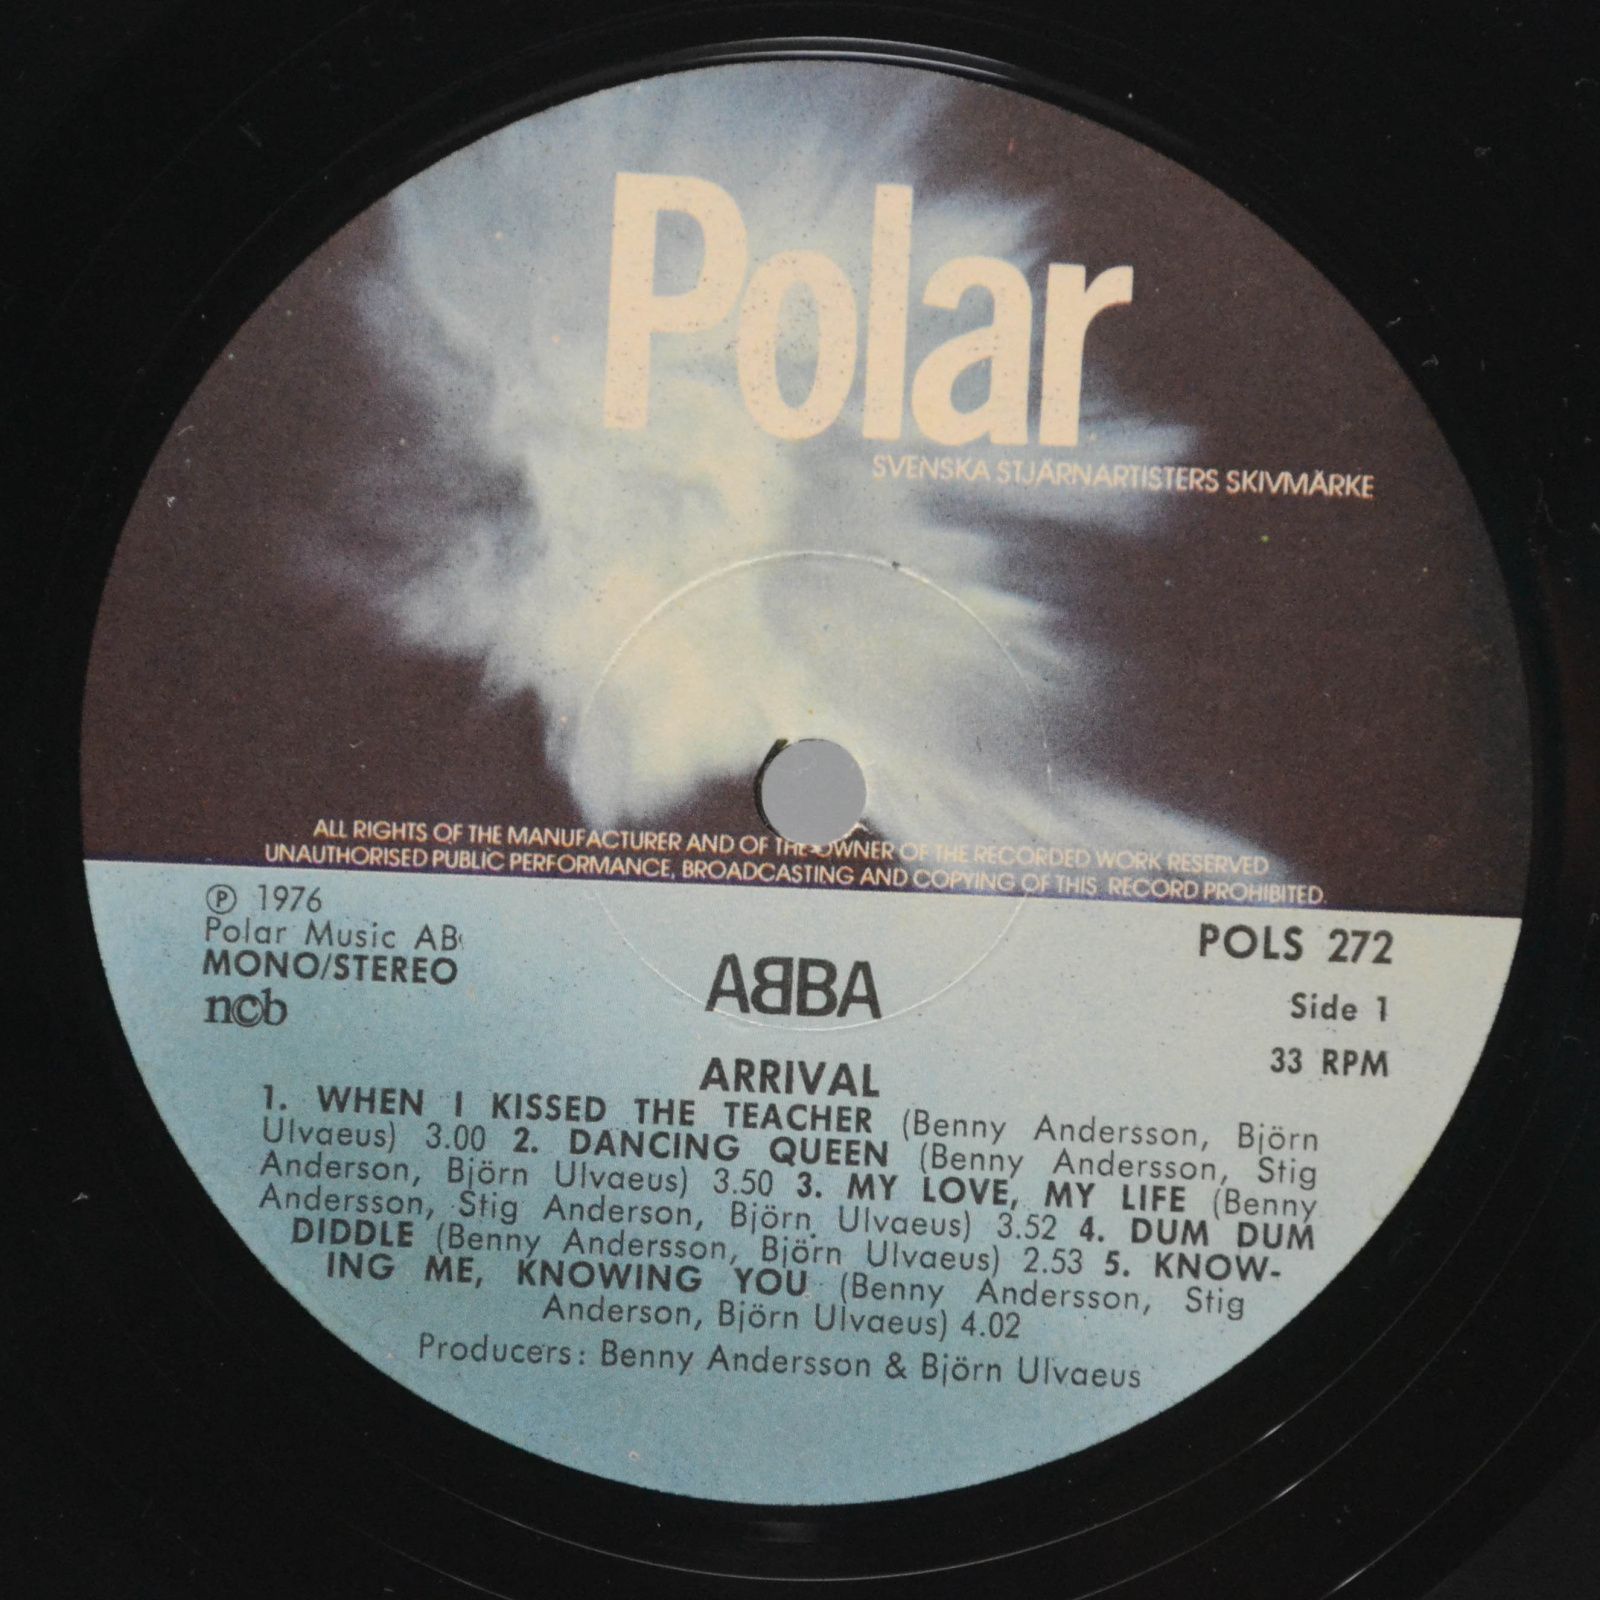 Polar
SVENSKA STJÄRNARTISTERS SKIVMÄRKE
ALL RIGHTS OF THE MANUFACTURER AND OF THE OWNER OF THE RECORDED WORK RESERVED
UNAUTHORISED PUBLIC PERFORMANCE, BROADCASTING AND COPYING OF THIS RECORD PROHIBITED.
℗ 1976
Polar Music AB
MONO/STEREO
ncb
POLS 272
Side 1
33 RPM
ABBA
ARRIVAL
1. WHEN I KISSED THE TEACHER (Benny Andersson, Björn
Ulvaeus) 3.00 2. DANCING QUEEN (Benny Andersson, Stig
Anderson, Björn Ulvaeus) 3.50 3. MY LOVE, MY LIFE (Benny
Andersson, Stig Anderson, Björn Ulvaeus) 3.52 4. DUM DUM
DIDDLE (Benny Andersson, Björn Ulvaeus) 2.53 5. KNOW-
ING ME, KNOWING YOU (Benny Andersson, Stig
Anderson, Björn Ulvaeus) 4.02
Producers: Benny Andersson & Björn Ulvaeus